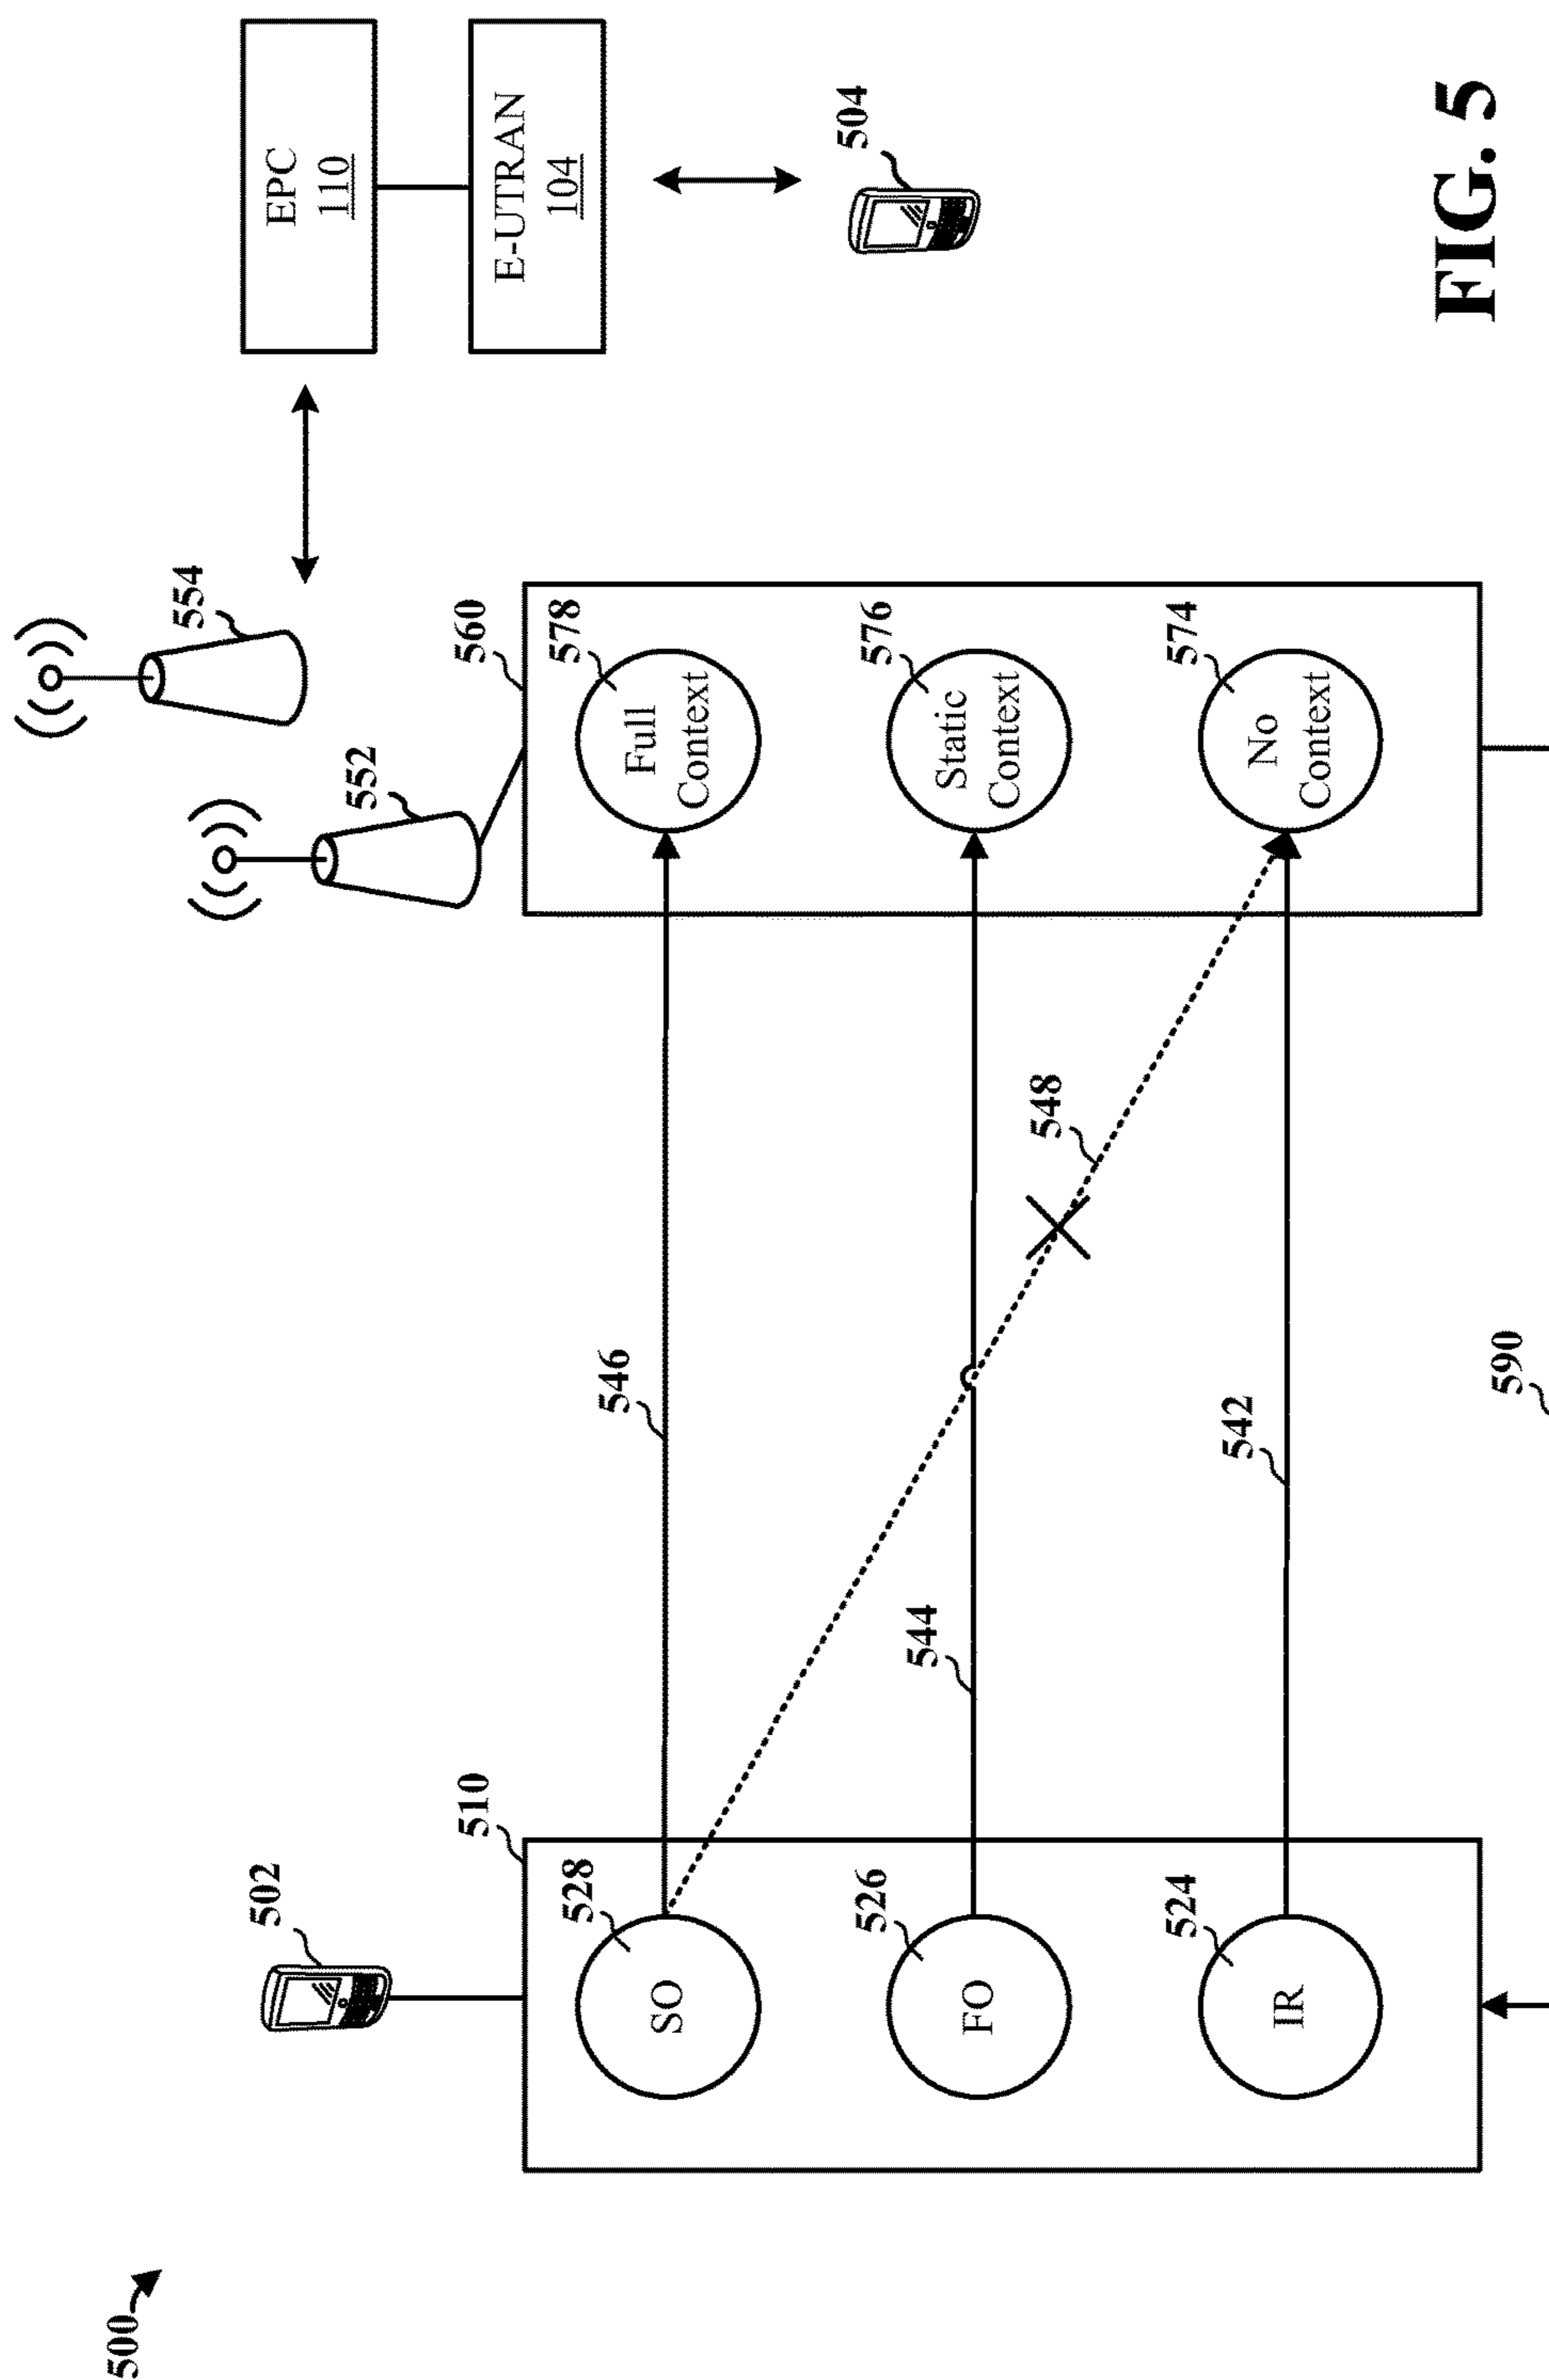 500
502
510
528
SO
526
FO
524
IR
546
544
548
542
590
552
554
560
578
Full
Context
576
Static
Context
574
No
Context
EPC
110
E-UTRAN
104
504
FIG. 5